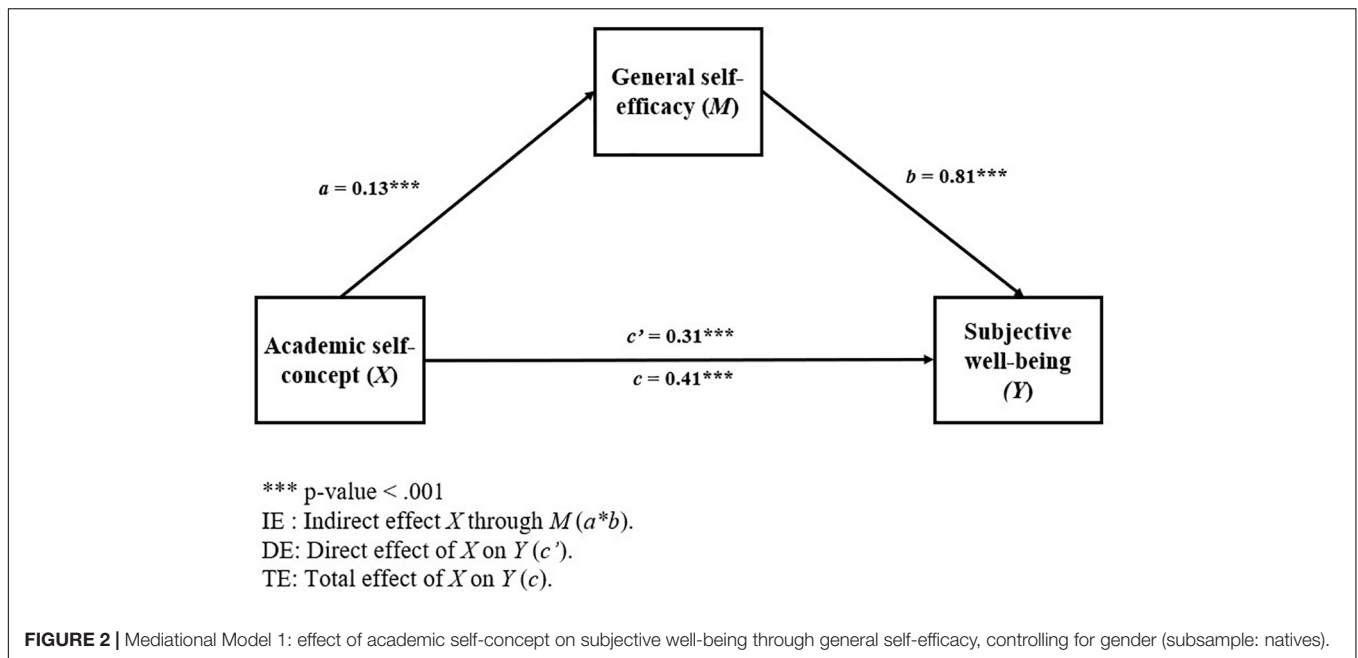 General self-
efficacy (M)
a = 0.13***
b = 0.81***
Academic self-
concept (X)
c’ = 0.31***
c = 0.41***
Subjective
well-being
(Y)
*** p-value < .001
IE : Indirect effect X through M (a*b).
DE: Direct effect of X on Y (c’).
TE: Total effect of X on Y (c).
FIGURE 2 | Mediational Model 1: effect of academic self-concept on subjective well-being through general self-efficacy, controlling for gender (subsample: natives).